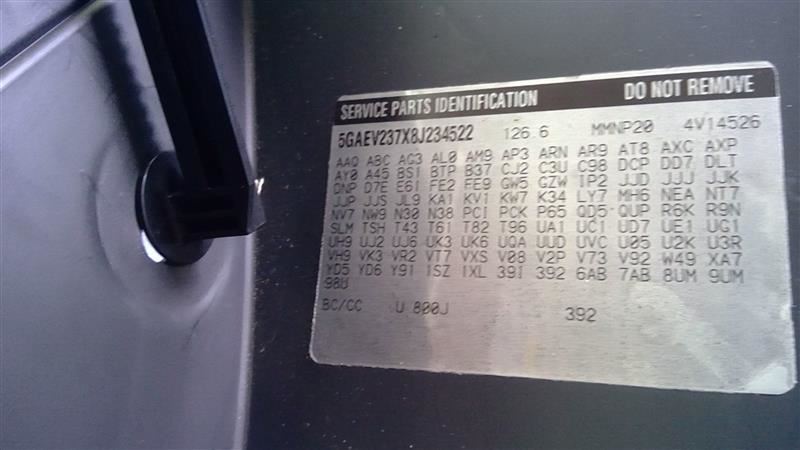 SERVICE PARTS IDENTIFICATION DO NOT REMOVE
5GAEV237X8J234522 126.6 MMNP20 4V14526
AAQ ABC AG3 AL0 AM9 AP3 ARN AR9 AT8 AXC AXP
AY0 A45 BS1 BTP B37 CJ2 C3U C98 DCP DD7 DLT
DNP D7E E61 FE2 FE9 GW5 GZW IP2 JJD JJJ JJK
JJP JJS JL9 KA1 KV1 KW7 K34 LY7 MH6 NEA NT7
NV7 NW9 N30 N38 PCI PCK P65 QD5 QUP R6K R9N
SLM TSH T43 T61 T82 T96 UA1 UC1 UD7 UE1 UG1
UH9 UJ2 UJ6 UK3 UK6 UQA UUD UVC U05 U2K U3R
VH9 VK3 VR2 VT7 VXS V08 V2P V73 V92 W49 XA7
YD5 YD6 Y91 1SZ 1XL 391 392 6AB 7AB 8UM 9UM
98U
BC/CC U 800J 392